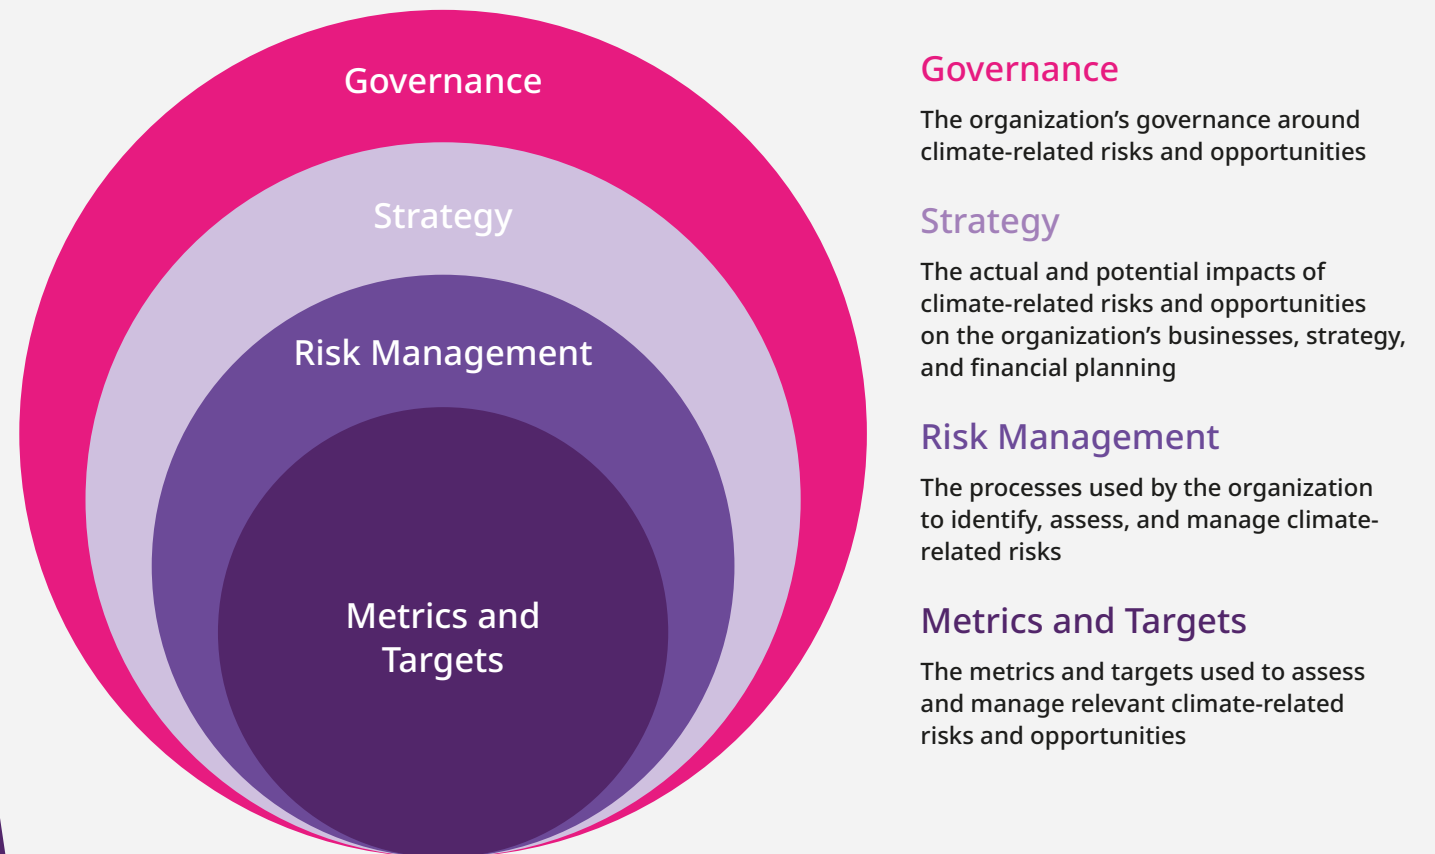 Governance
Strategy
Risk Management
Metrics and
Targets
Governance
The organization’s governance around
climate-related risks and opportunities
Strategy
The actual and potential impacts of
climate-related risks and opportunities
on the organization’s businesses, strategy,
and financial planning
Risk Management
The processes used by the organization
to identify, assess, and manage climate-
related risks
Metrics and Targets
The metrics and targets used to assess
and manage relevant climate-related
risks and opportunities